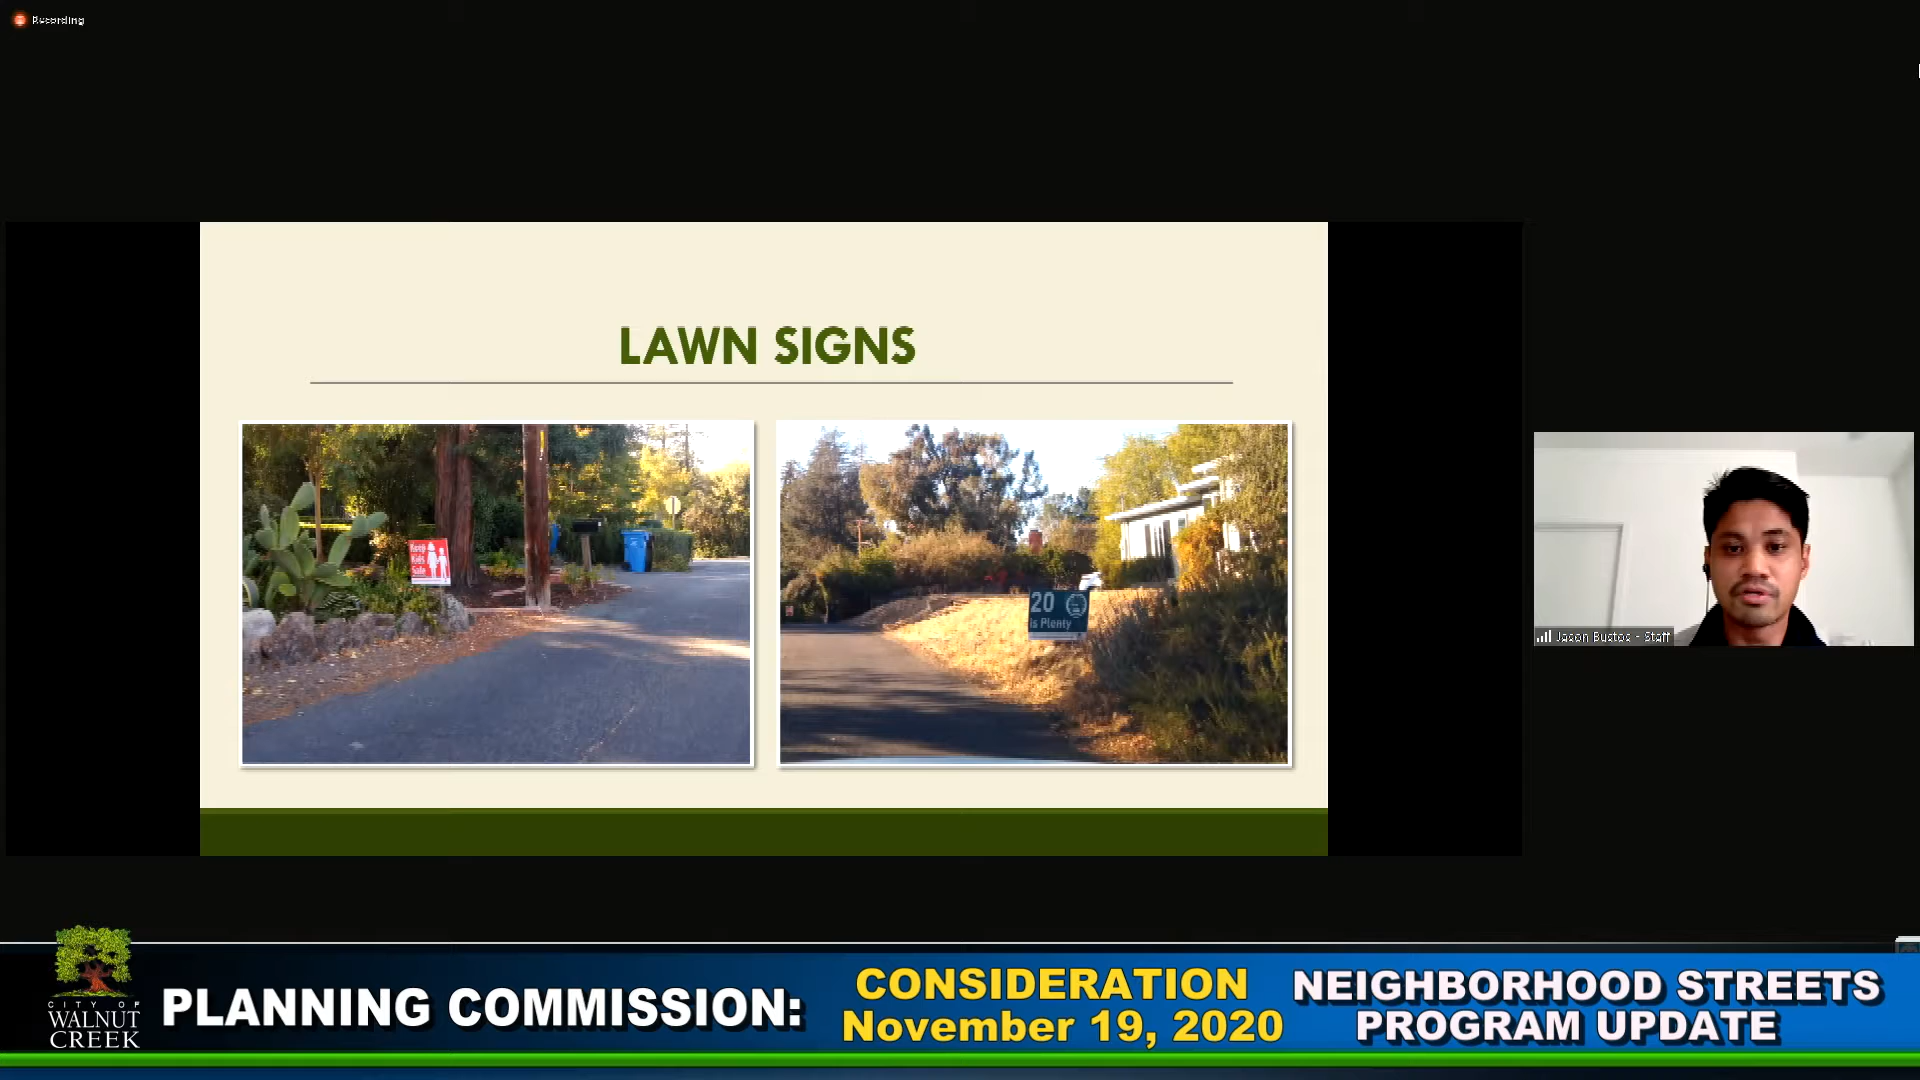 Recording
LAWN SIGNS
Keep
Kids
Safe
20
is Plenty
Jason Bustos - Staff
CITY OF
WALNUT
CREEK
PLANNING COMMISSION:
CONSIDERATION
November 19, 2020
NEIGHBORHOOD STREETS
PROGRAM UPDATE